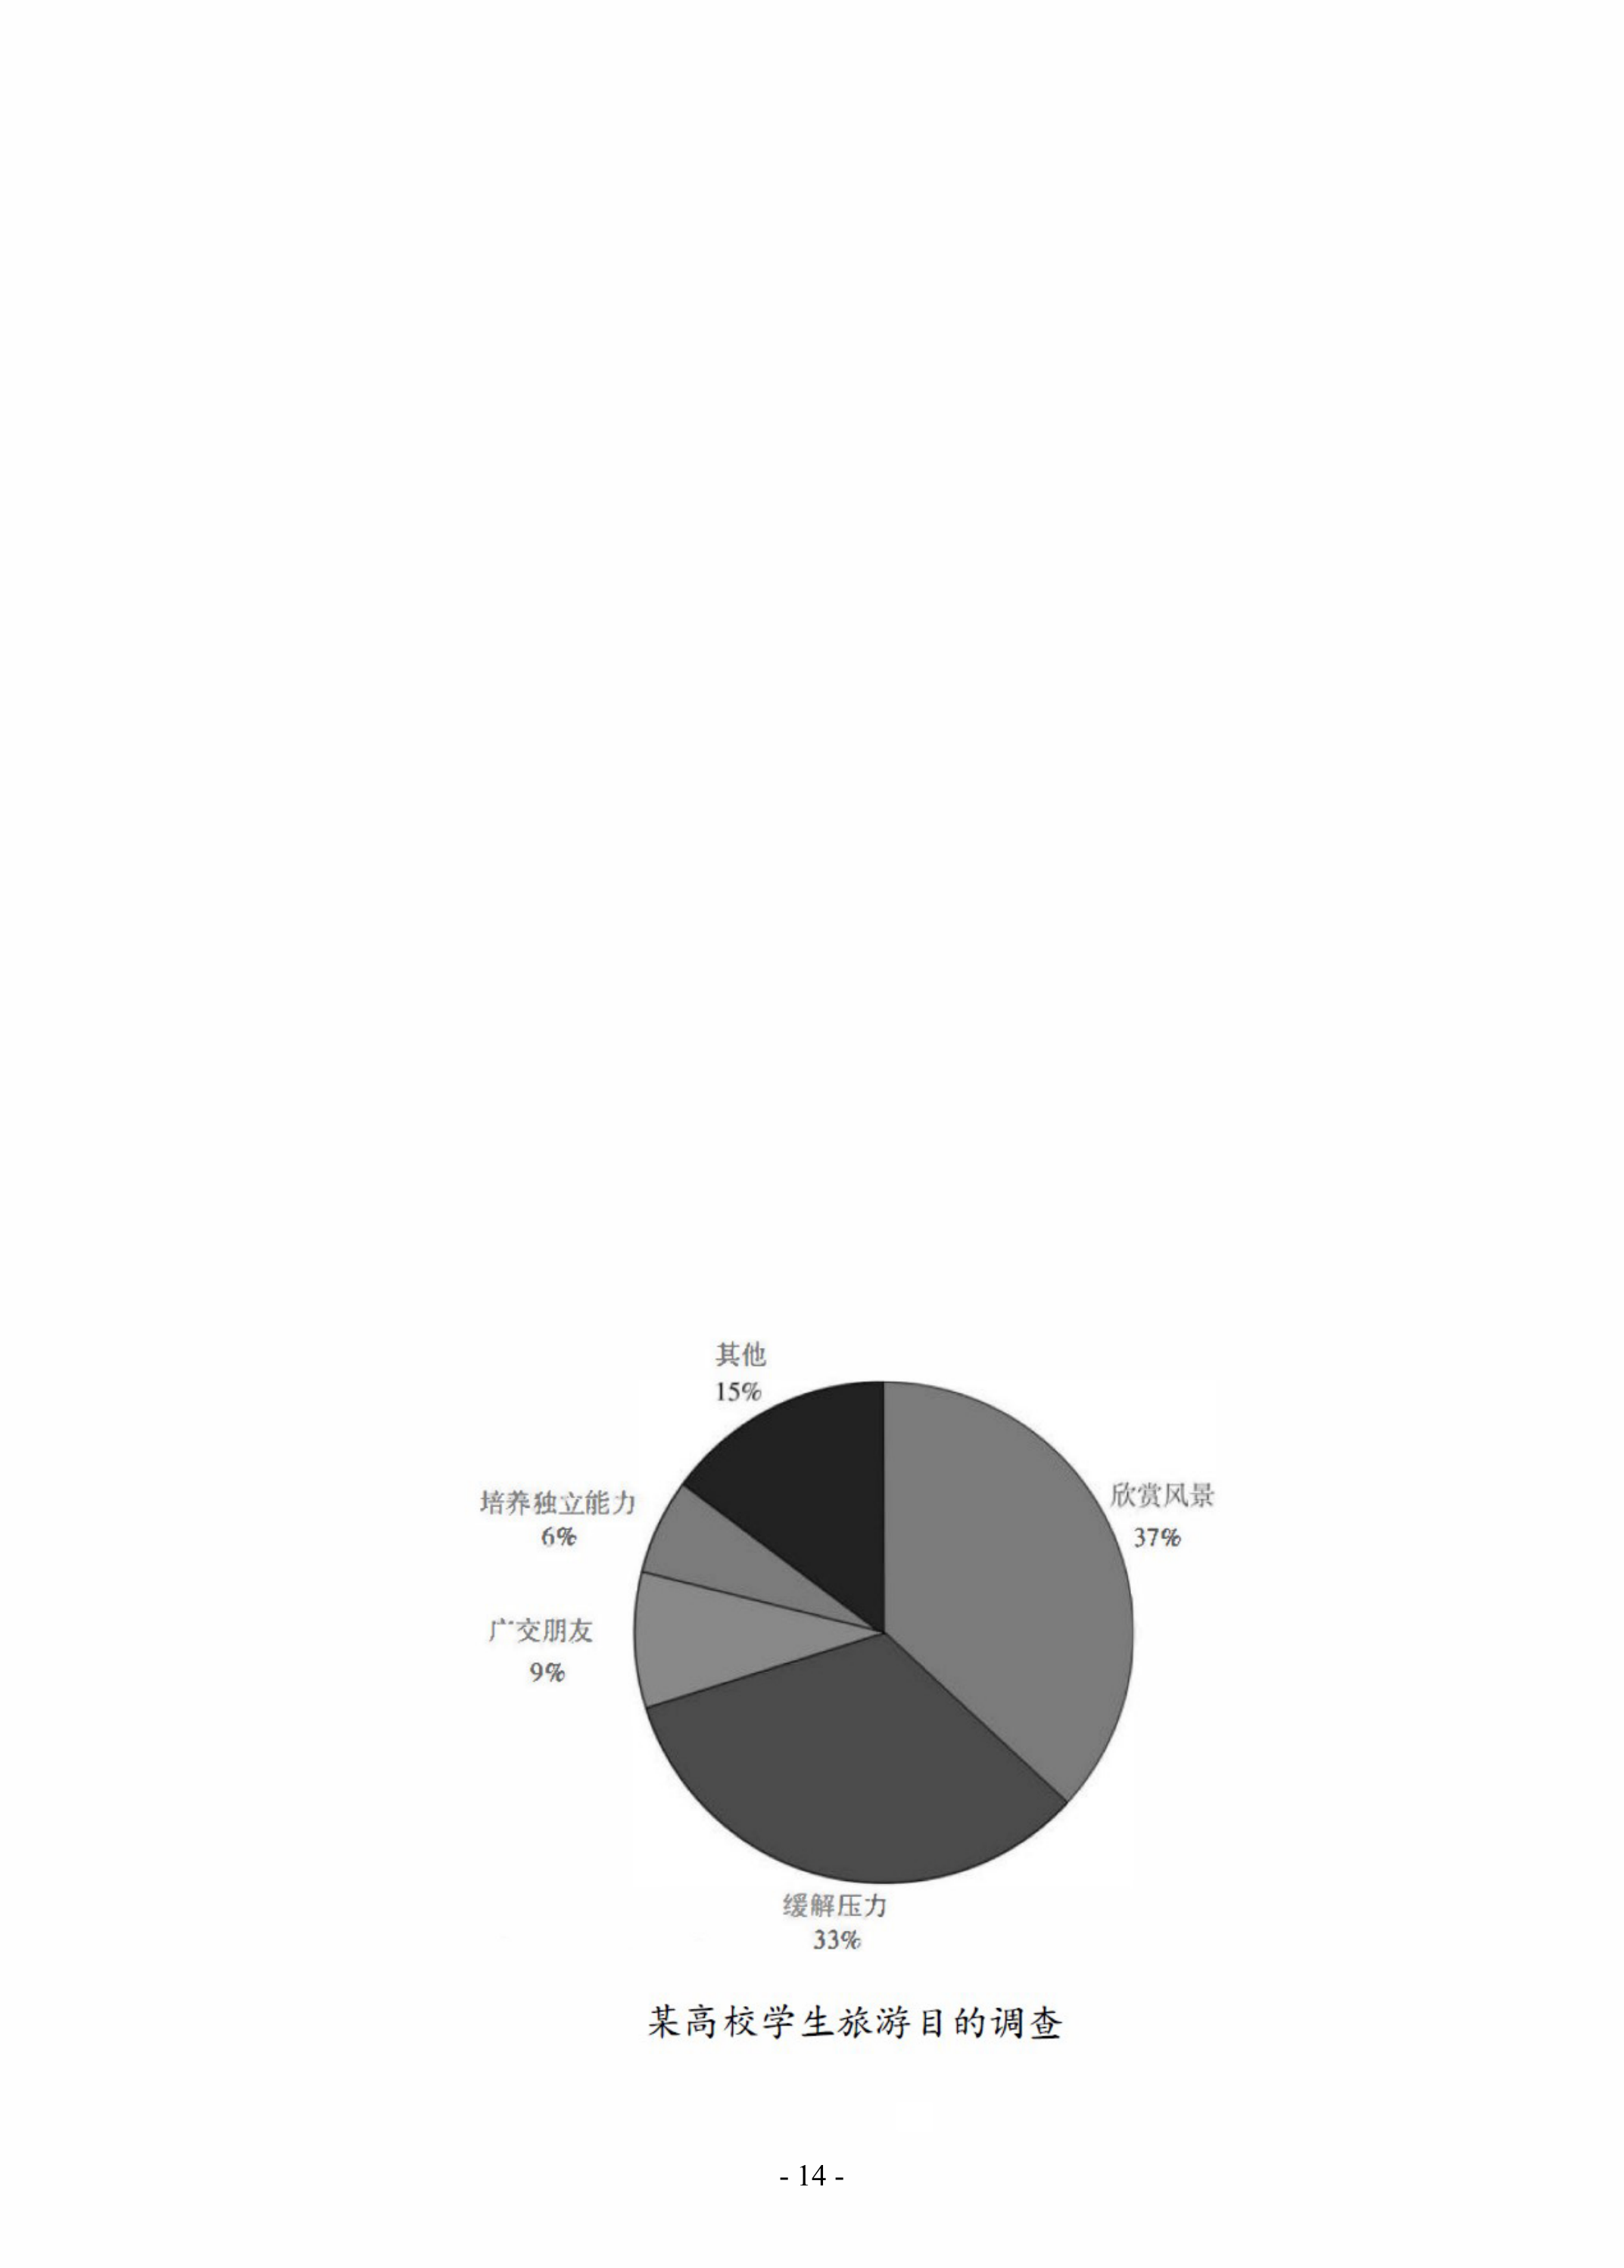 其他
15%
欣赏风景
37%
培养独立能力
6%
广交朋友
9%
缓解压力
33%
某高校学生旅游目的调查
- 14 -